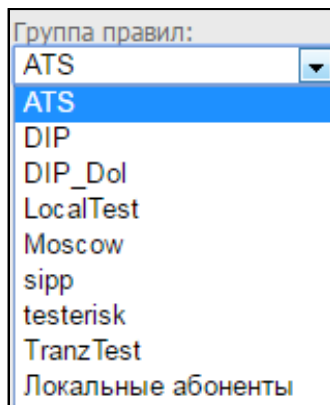 Группа правил:
ATS
ATS
DIP
DIP_Dol
LocalTest
Moscow
sipp
testerisk
TranzTest
Локальные абоненты